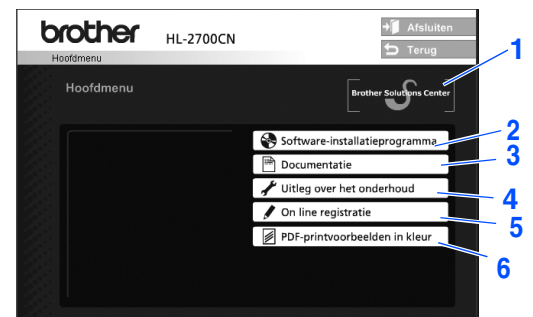 brother HL-2700CN
Afsluiten
Terug
Hoofdmenu
Hoofdmenu
Brother Solutions Center
1
Software-installatieprogramma 2
Documentatie 3
Uitleg over het onderhoud 4
On line registratie 5
PDF-printvoorbeelden in kleur 6